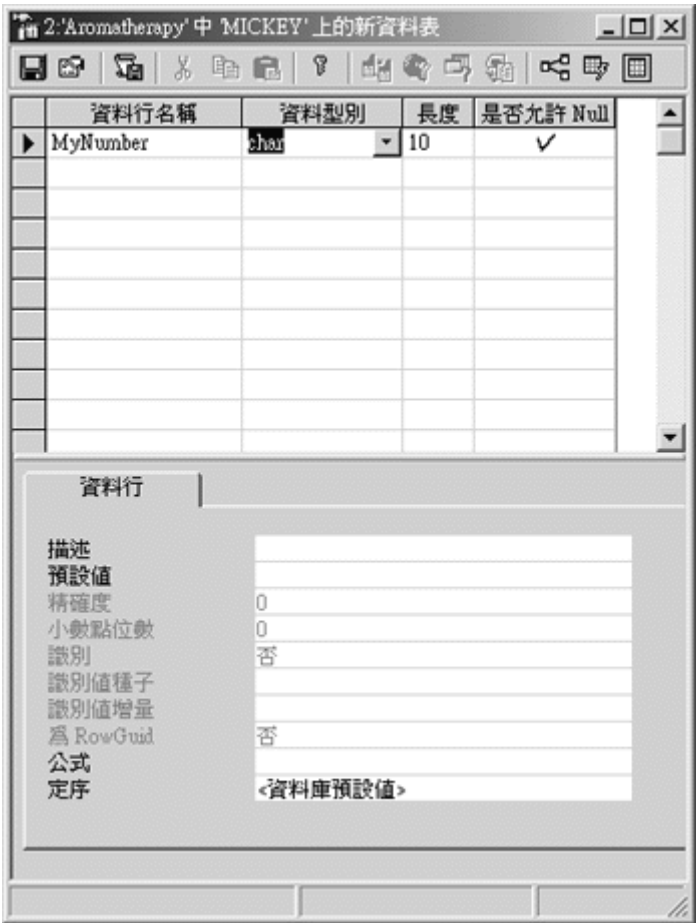 2:'Aromatherapy' 中 'MICKEY' 上的新資料表
資料行名稱 資料型別 長度 是否允許 Null
MyNumber char 10
資料行
描述
預設值
精確度 0
小數點位數 0
識別 否
識別值種子
識別值增量
為 RowGuid 否
公式
定序 <資料庫預設值>